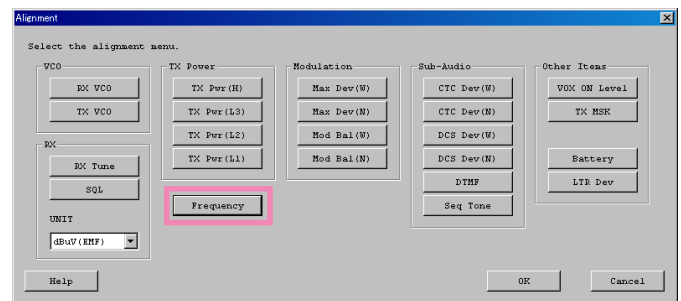 Alignment
Select the alignment menu.
VCO
RX VCO
TX VCO
RX
RX Tune
SQL
UNIT
dBuV(EMF)
TX Power
TX Pwr(H)
TX Pwr(L3)
TX Pwr(L2)
TX Pwr(L1)
Frequency
Modulation
Max Dev(W)
Max Dev(N)
Mod Bal(W)
Mod Bal(N)
Sub-Audio
CTC Dev(W)
CTC Dev(N)
DCS Dev(W)
DCS Dev(N)
DTMF
Seq Tone
Other Items
VOX ON Level
TX MSK
Battery
LTR Dev
Help
OK
Cancel